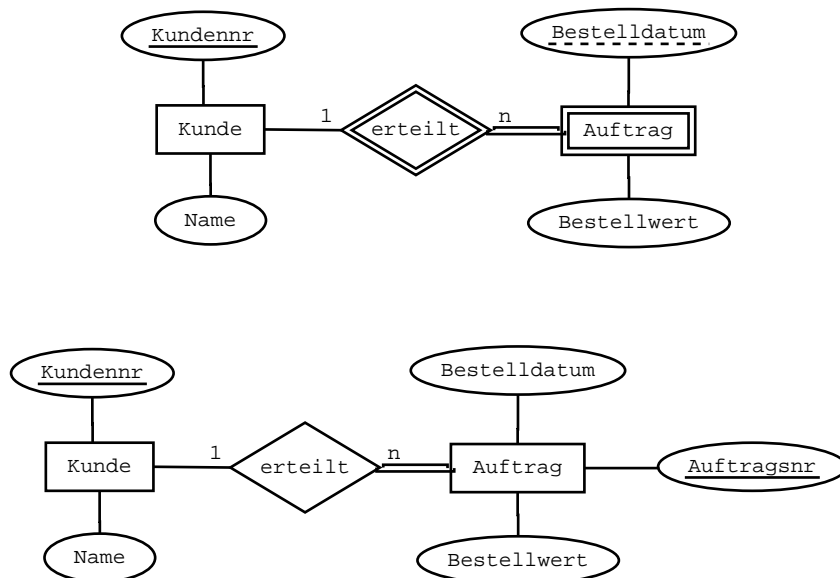 Kundennr
Bestelldatum
Kunde
1
erteilt
n
Auftrag
Name
Bestellwert
Kundennr
Bestelldatum
Kunde
1
erteilt
n
Auftrag
Auftragsnr
Name
Bestellwert